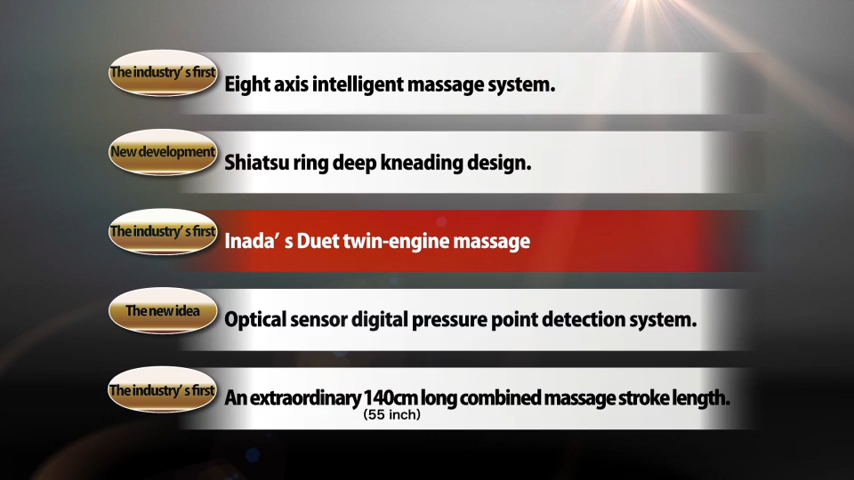 The industry's first
Eight axis intelligent massage system.
New development
Shiatsu ring deep kneading design.
The industry's first
Inada's Duet twin-engine massage
The new idea
Optical sensor digital pressure point detection system.
The industry's first
An extraordinary 140cm long combined massage stroke length.
(55 inch)